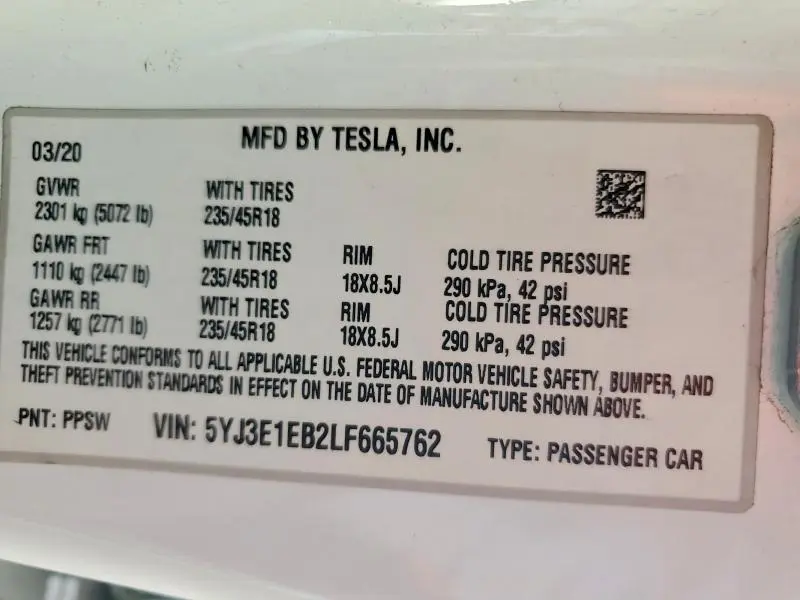 MFD BY TESLA, INC.
03/20
GVWR WITH TIRES
2301 kg (5072 lb) 235/45R18
GAWR FRT WITH TIRES RIM COLD TIRE PRESSURE
1110 kg (2447 lb) 235/45R18 18X8.5J 290 kPa, 42 psi
GAWR RR WITH TIRES RIM COLD TIRE PRESSURE
1257 kg (2771 lb) 235/45R18 18X8.5J 290 kPa, 42 psi
THIS VEHICLE CONFORMS TO ALL APPLICABLE U.S. FEDERAL MOTOR VEHICLE SAFETY, BUMPER, AND
THEFT PREVENTION STANDARDS IN EFFECT ON THE DATE OF MANUFACTURE SHOWN ABOVE.
PNT: PPSW VIN: 5YJ3E1EB2LF665762 TYPE: PASSENGER CAR